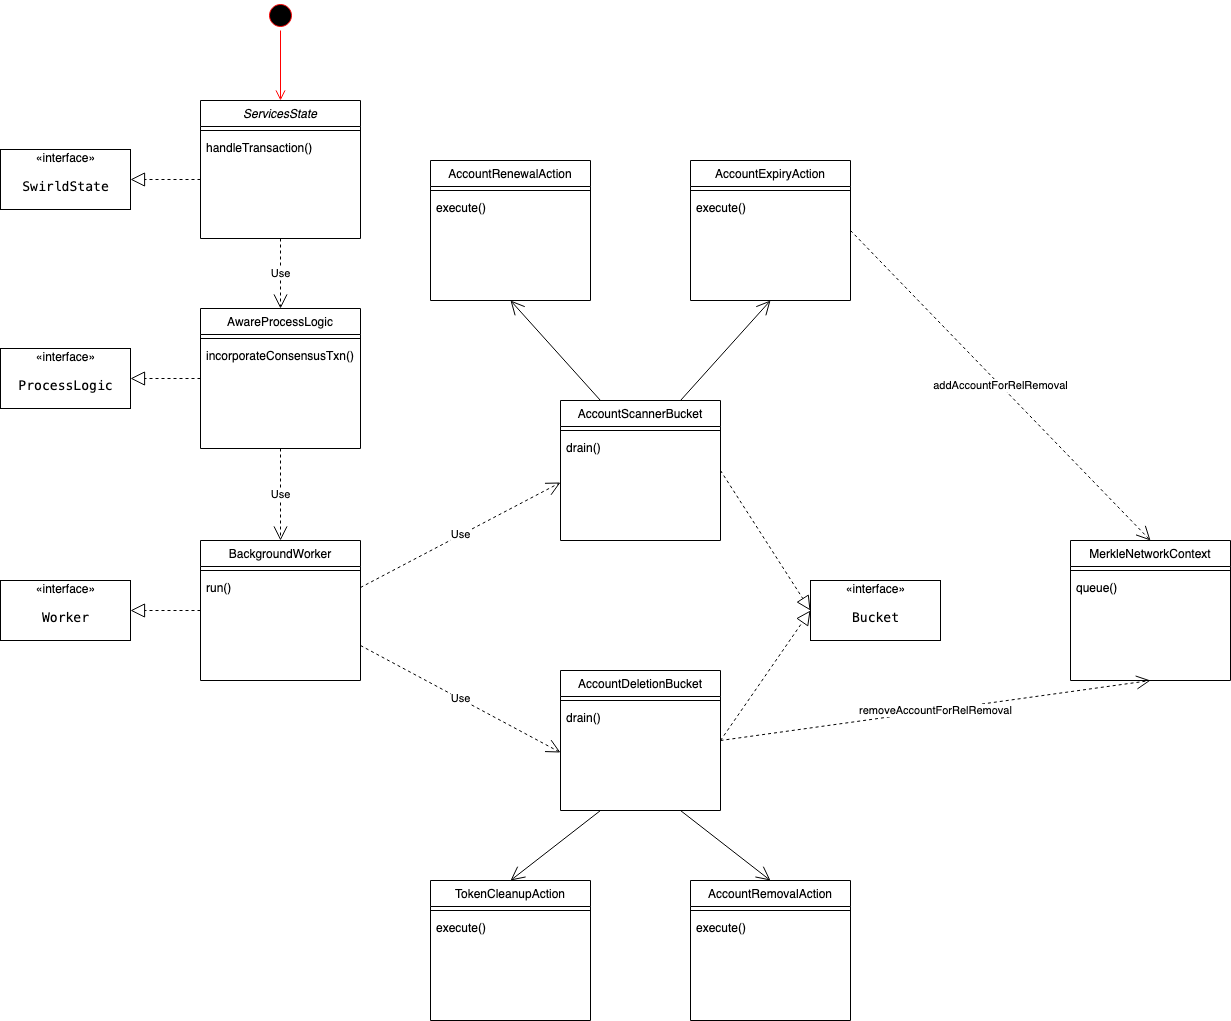 ServicesState
handleTransaction()
«interface»
SwirldState
Use
AwareProcessLogic
incorporateConsensusTxn()
«interface»
ProcessLogic
Use
BackgroundWorker
run()
«interface»
Worker
Use
Use
AccountRenewalAction
execute()
AccountExpiryAction
execute()
addAccountForRelRemoval
AccountScannerBucket
drain()
«interface»
Bucket
MerkleNetworkContext
queue()
AccountDeletionBucket
drain()
removeAccountForRelRemoval
TokenCleanupAction
execute()
AccountRemovalAction
execute()